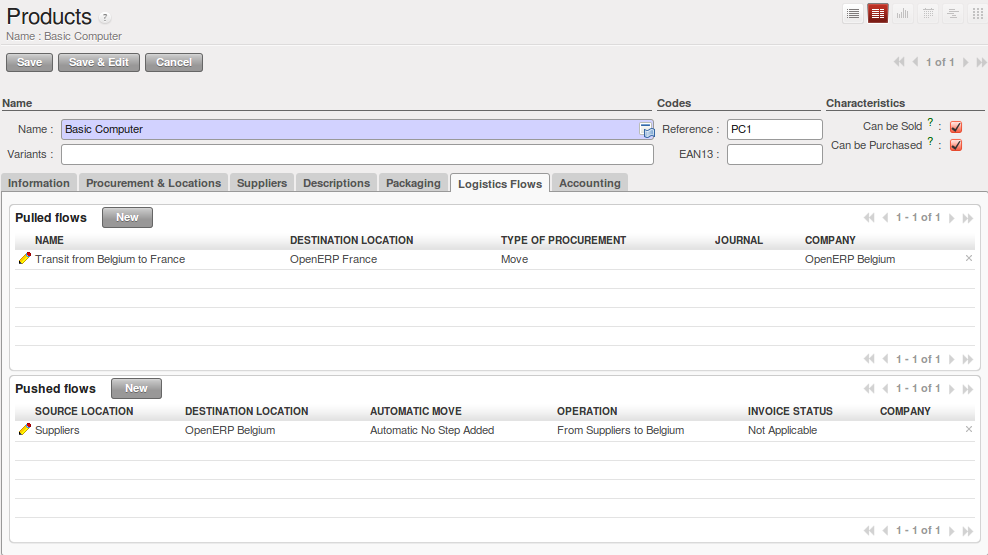 Products ?
Name : Basic Computer
Save Save & Edit Cancel 1 of 1
Name Codes Characteristics
Name : Basic Computer Reference : PC1 Can be Sold ? :
Variants : EAN13 : Can be Purchased ? :
Information Procurement & Locations Suppliers Descriptions Packaging Logistics Flows Accounting
Pulled flows New 1 - 1 of 1
NAME DESTINATION LOCATION TYPE OF PROCUREMENT JOURNAL COMPANY
Transit from Belgium to France OpenERP France Move OpenERP Belgium
1 - 1 of 1
Pushed flows New 1 - 1 of 1
SOURCE LOCATION DESTINATION LOCATION AUTOMATIC MOVE OPERATION INVOICE STATUS COMPANY
Suppliers OpenERP Belgium Automatic No Step Added From Suppliers to Belgium Not Applicable
1 - 1 of 1